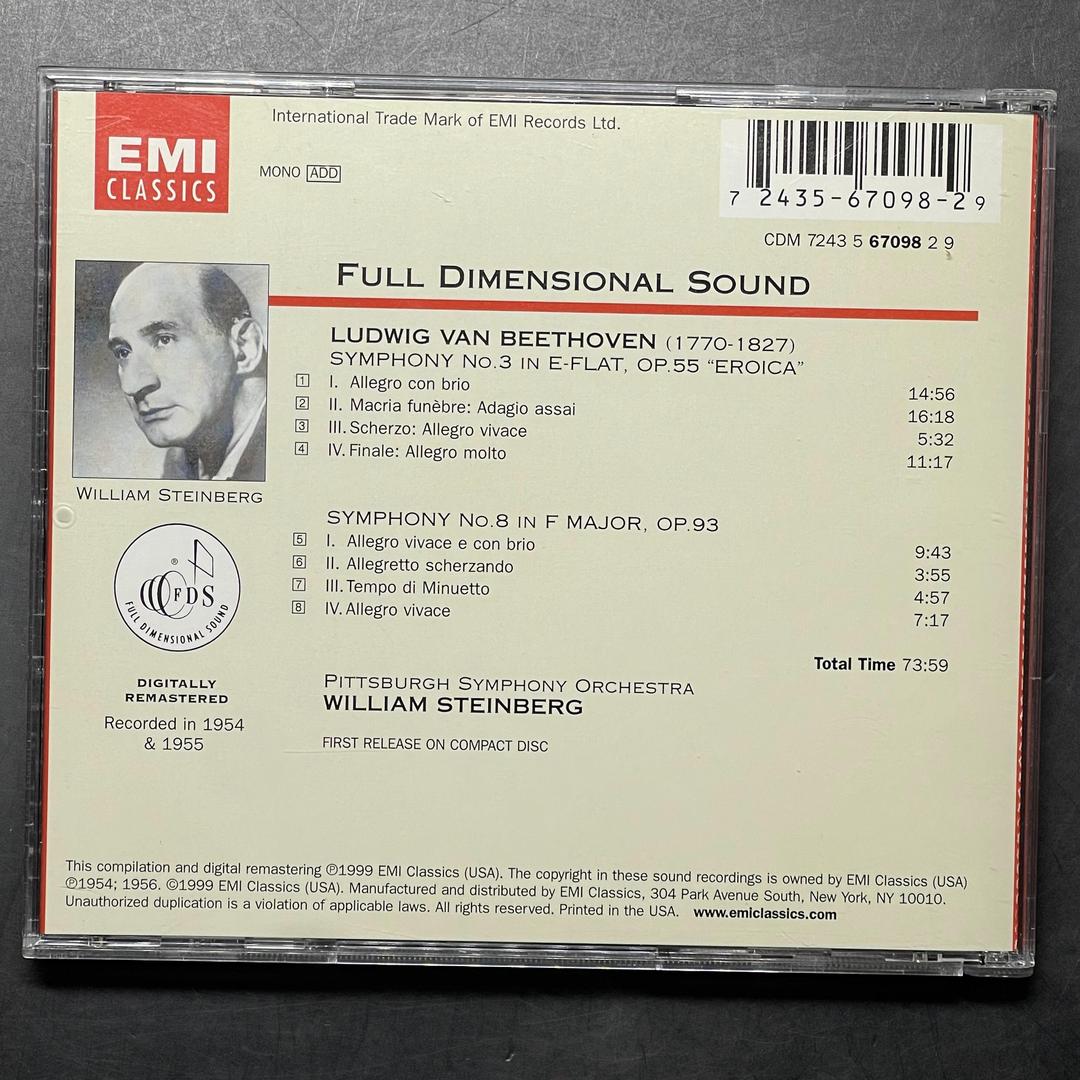 EMI
CLASSICS
International Trade Mark of EMI Records Ltd.
MONO ADD
7 2435-67098-2 9
CDM 7243 5 67098 2 9
FULL DIMENSIONAL SOUND
LUDWIG VAN BEETHOVEN (1770-1827)
SYMPHONY NO.3 IN E-FLAT, OP.55 “EROICA”
1 I. Allegro con brio 14:56
2 II. Macria funèbre: Adagio assai 16:18
3 III. Scherzo: Allegro vivace 5:32
4 IV. Finale: Allegro molto 11:17
WILLIAM STEINBERG
SYMPHONY NO.8 IN F MAJOR, OP.93
5 I. Allegro vivace e con brio 9:43
6 II. Allegretto scherzando 3:55
7 III. Tempo di Minuetto 4:57
8 IV. Allegro vivace 7:17
Total Time 73:59
®
FDS
FULL DIMENSIONAL SOUND
DIGITALLY
REMASTERED
Recorded in 1954
& 1955
PITTSBURGH SYMPHONY ORCHESTRA
WILLIAM STEINBERG
FIRST RELEASE ON COMPACT DISC
This compilation and digital remastering ℗1999 EMI Classics (USA). The copyright in these sound recordings is owned by EMI Classics (USA)
℗1954; 1956. ©1999 EMI Classics (USA). Manufactured and distributed by EMI Classics, 304 Park Avenue South, New York, NY 10010.
Unauthorized duplication is a violation of applicable laws. All rights reserved. Printed in the USA. www.emiclassics.com